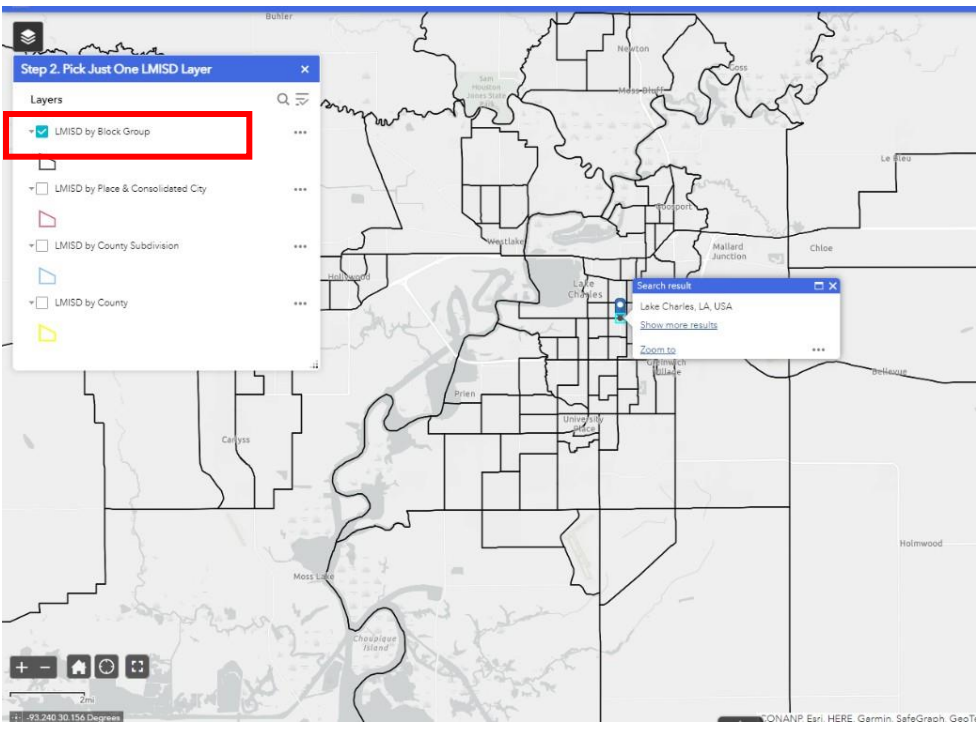 Buhler
Newton
Goss
Step 2. Pick Just One LMISD Layer
Sam
Houston
Jones State
Moss Bluff
Layers
LMISD by Block Group
Le Bleu
LMISD by Place & Consolidated City
Goosport
Westlake
Mallard
Junction
Chloe
LMISD by County Subdivision
Hollywood
Lake
Charles
Search result
LMISD by County
Lake Charles, LA, USA
Show more results
Zoom to
Greinwich
Village
Bellevue
Prien
University
Place
Carlyss
Holmwood
Moss Lake
Choupique
Island
2mi
-93.240 30.156 Degrees
CONANP, Esri, HERE, Garmin, SafeGraph, GeoTe